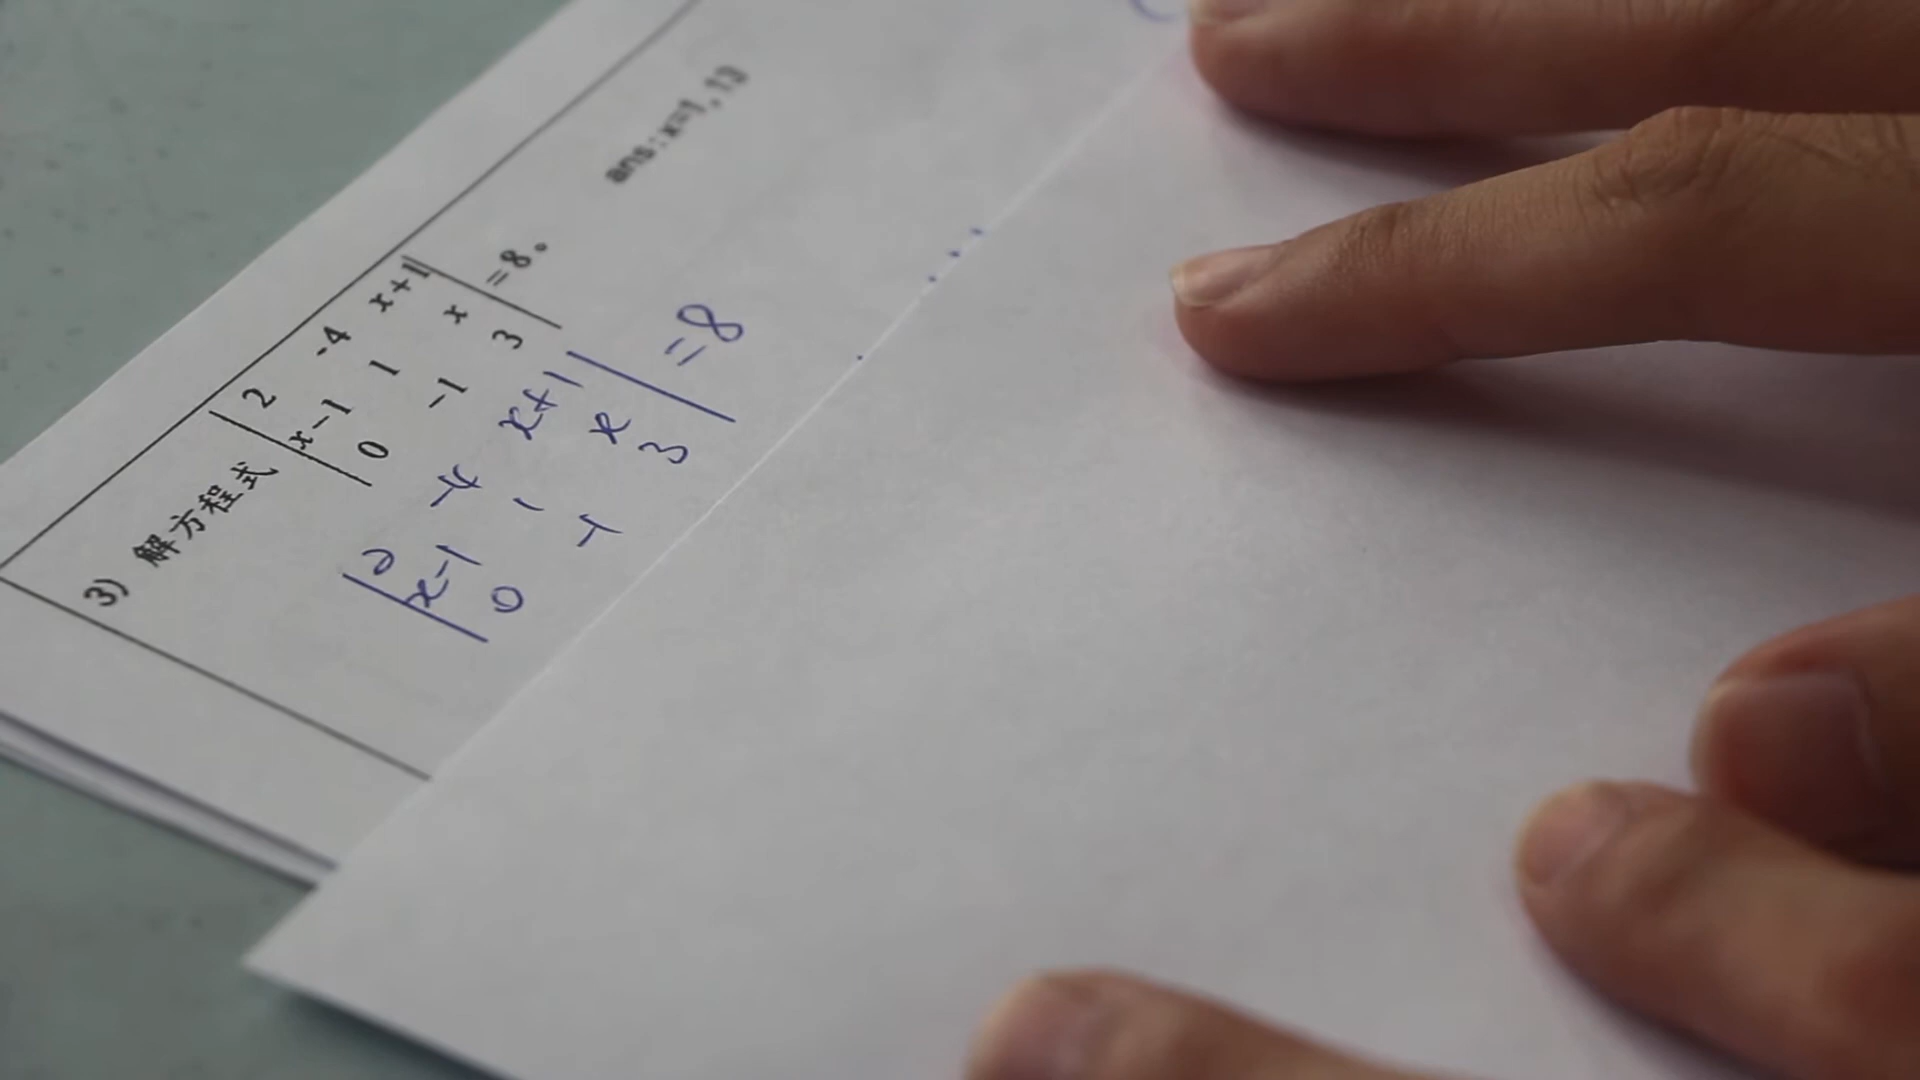 3) 解方程式 | 2 -4 x+1 |
| x-1 1 x | =8。
| 0 -1 3 |
ans:x=1,13
| 2 -4 x+1 |
| x-1 1 x | =8
| 0 -1 3 |